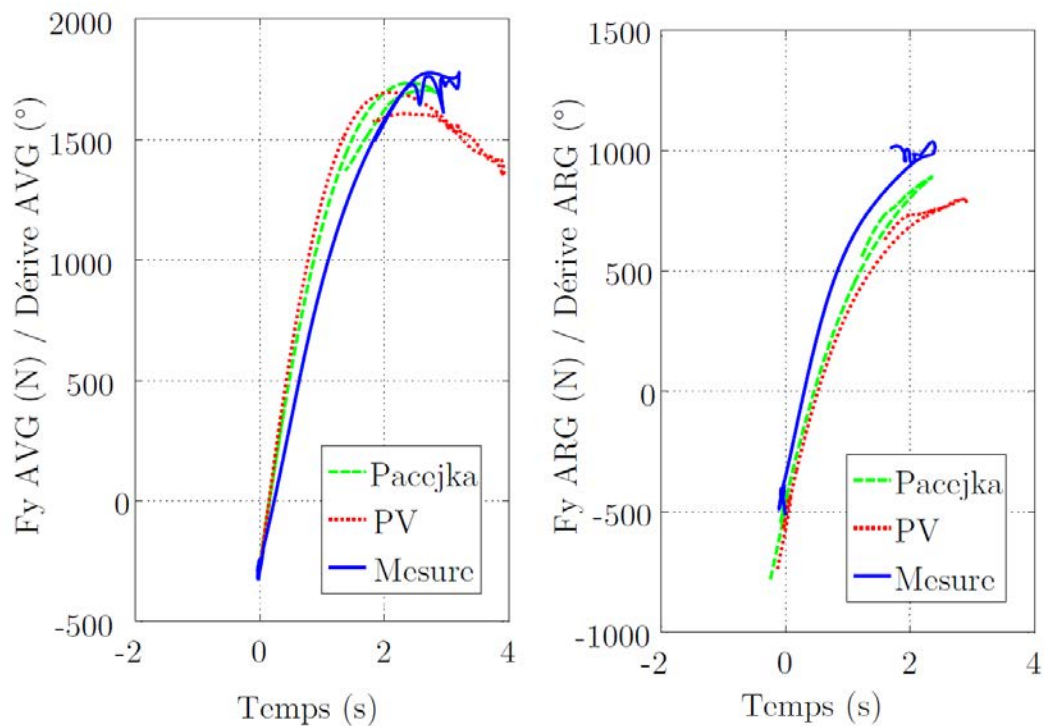 2000
1500
1000
500
0
-500
-2
0
2
4
Fy AVG (N) / Dérive AVG (°)
Temps (s)
Pacejka
PV
Mesure
1500
1000
500
0
-500
-1000
-2
0
2
4
Fy ARG (N) / Dérive ARG (°)
Temps (s)
Pacejka
PV
Mesure